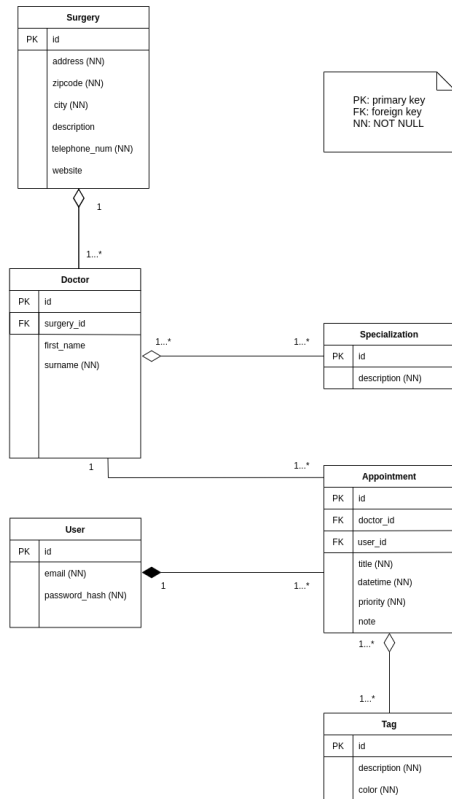 Surgery
PK id
address (NN)
zipcode (NN)
city (NN)
description
telephone_num (NN)
website
PK: primary key
FK: foreign key
NN: NOT NULL
1
1...*
Doctor
PK id
FK surgery_id
first_name
surname (NN)
1...*
1...*
Specialization
PK id
description (NN)
1
1...*
Appointment
PK id
FK doctor_id
FK user_id
title (NN)
datetime (NN)
priority (NN)
note
User
PK id
email (NN)
password_hash (NN)
1
1...*
1...*
1...*
Tag
PK id
description (NN)
color (NN)